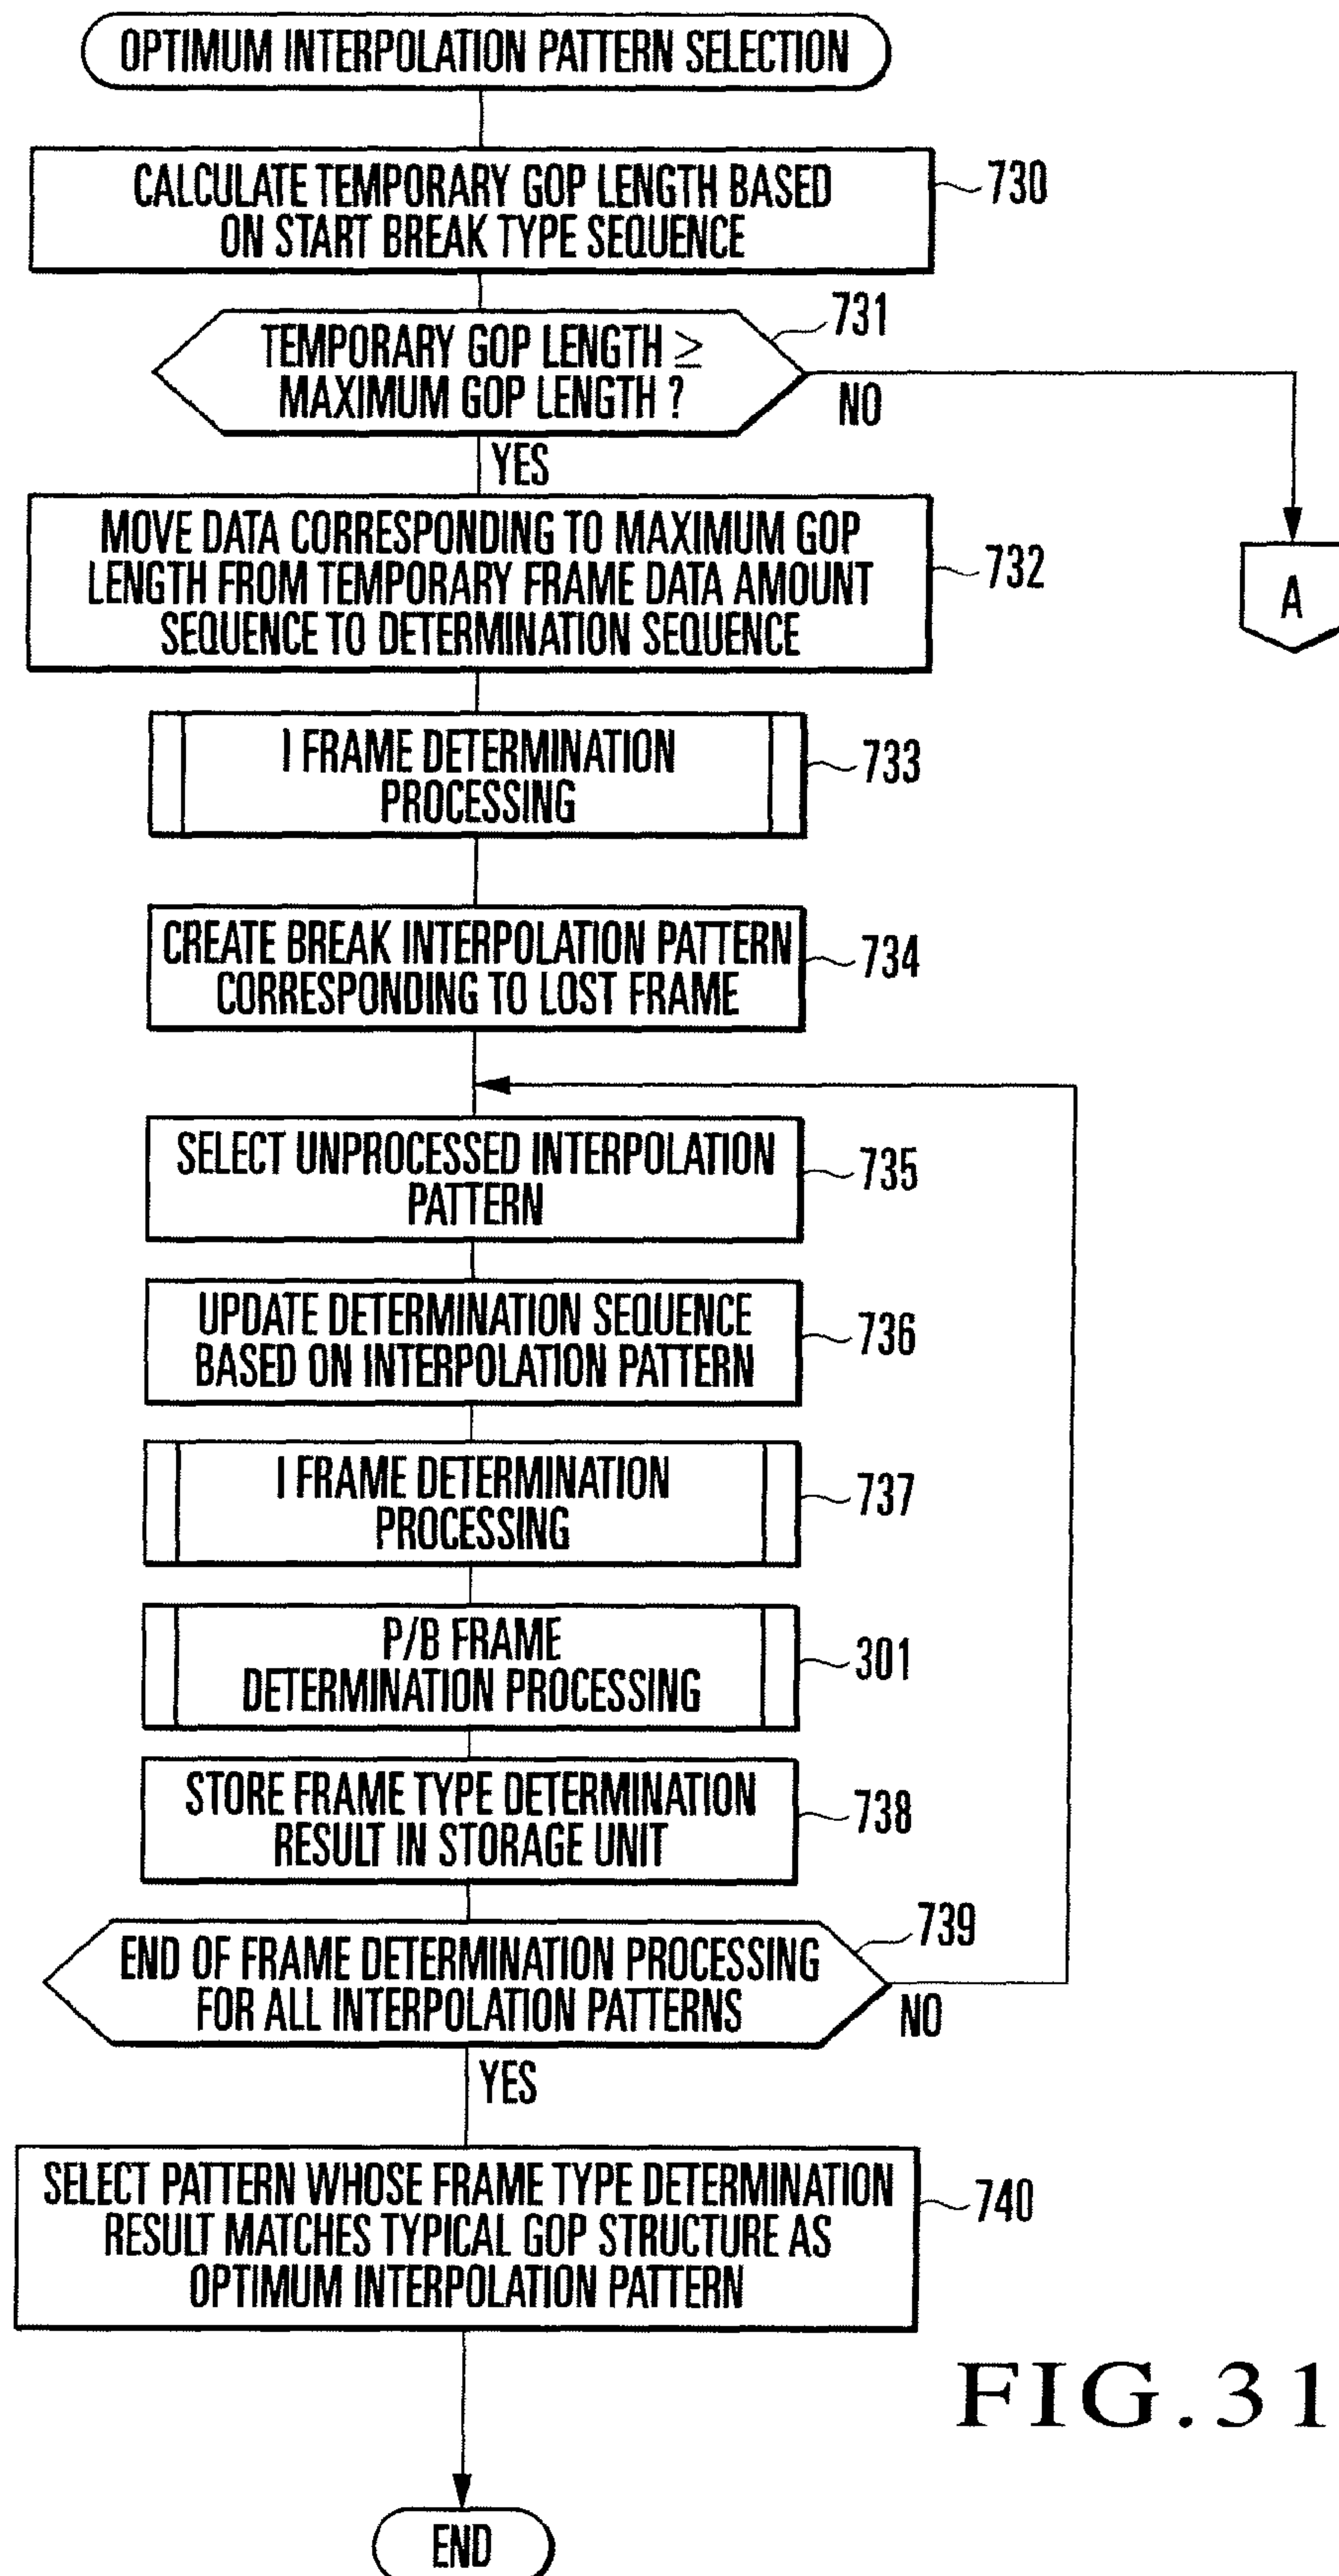 OPTIMUM INTERPOLATION PATTERN SELECTION
CALCULATE TEMPORARY GOP LENGTH BASED
ON START BREAK TYPE SEQUENCE
730
TEMPORARY GOP LENGTH ≥
MAXIMUM GOP LENGTH ?
731
NO
YES
MOVE DATA CORRESPONDING TO MAXIMUM GOP
LENGTH FROM TEMPORARY FRAME DATA AMOUNT
SEQUENCE TO DETERMINATION SEQUENCE
732
A
I FRAME DETERMINATION
PROCESSING
733
CREATE BREAK INTERPOLATION PATTERN
CORRESPONDING TO LOST FRAME
734
SELECT UNPROCESSED INTERPOLATION
PATTERN
735
UPDATE DETERMINATION SEQUENCE
BASED ON INTERPOLATION PATTERN
736
I FRAME DETERMINATION
PROCESSING
737
P/B FRAME
DETERMINATION PROCESSING
301
STORE FRAME TYPE DETERMINATION
RESULT IN STORAGE UNIT
738
END OF FRAME DETERMINATION PROCESSING
FOR ALL INTERPOLATION PATTERNS
739
NO
YES
SELECT PATTERN WHOSE FRAME TYPE DETERMINATION
RESULT MATCHES TYPICAL GOP STRUCTURE AS
OPTIMUM INTERPOLATION PATTERN
740
FIG.31
END